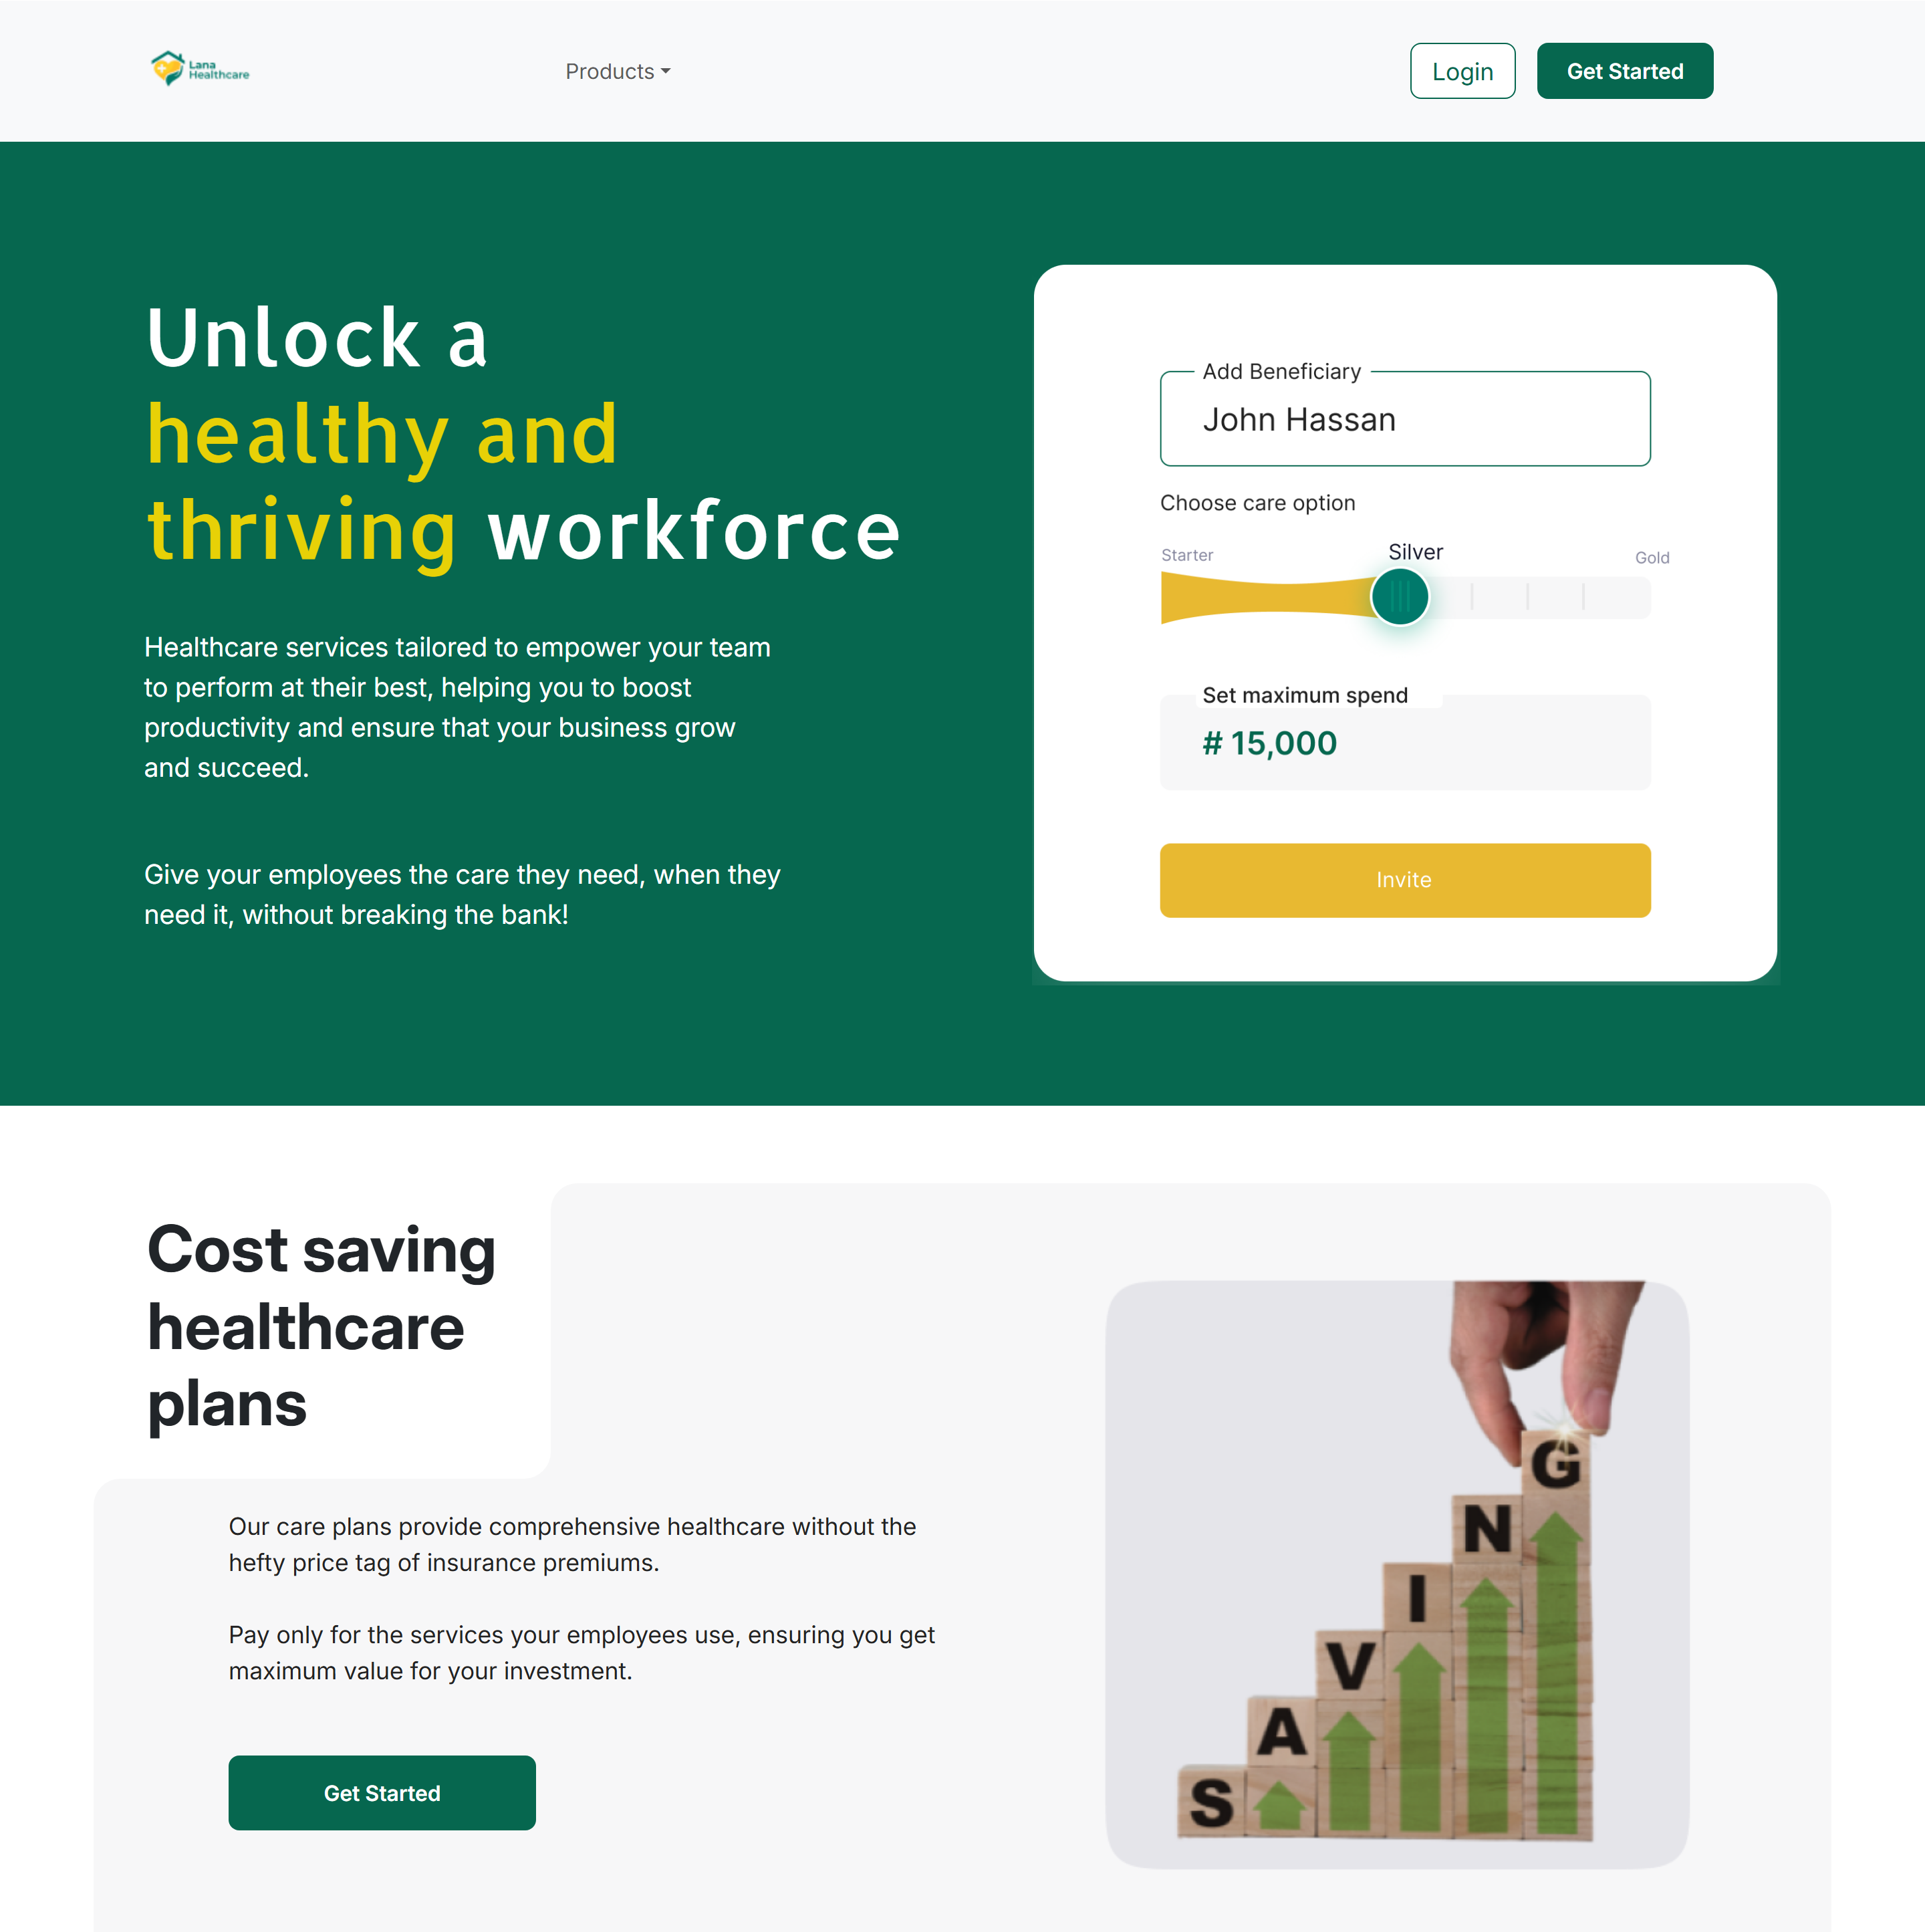 Lana
Healthcare
Products
Login
Get Started
Unlock a
healthy and
thriving workforce
Healthcare services tailored to empower your team
to perform at their best, helping you to boost
productivity and ensure that your business grow
and succeed.
Give your employees the care they need, when they
need it, without breaking the bank!
Add Beneficiary
John Hassan
Choose care option
Starter
Silver
Gold
Set maximum spend
# 15,000
Invite
Cost saving
healthcare
plans
Our care plans provide comprehensive healthcare without the
hefty price tag of insurance premiums.
Pay only for the services your employees use, ensuring you get
maximum value for your investment.
Get Started
SAVING